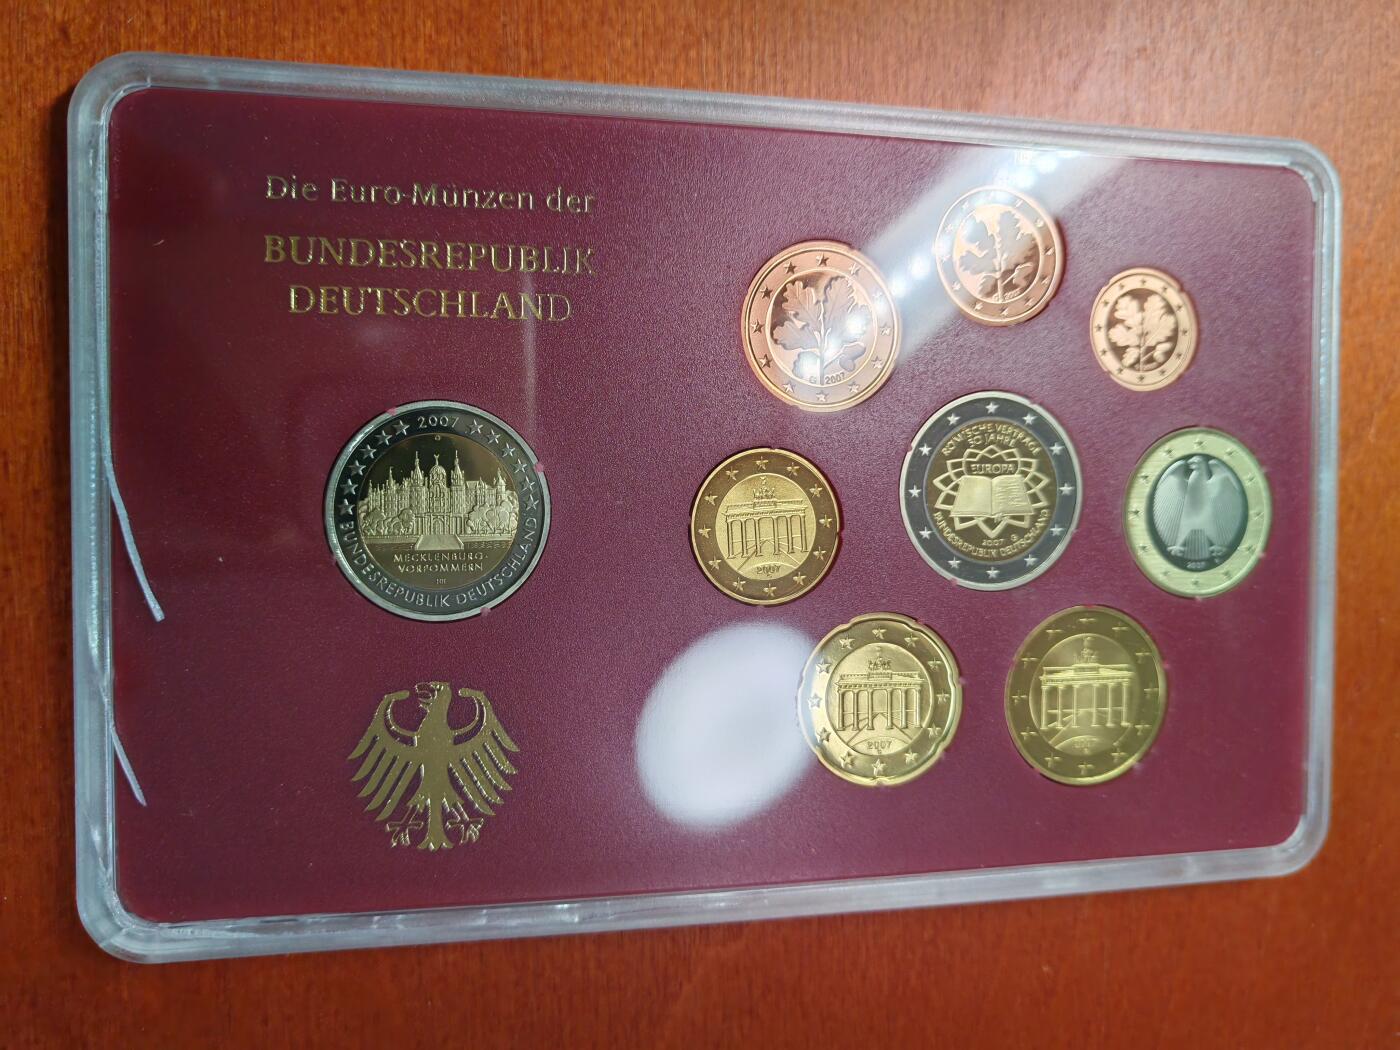 Die Euro-Münzen der
BUNDESREPUBLIK
DEUTSCHLAND
2007
MECKLENBURG-
VORPOMMERN
BUNDESREPUBLIK DEUTSCHLAND
G 2007
2007
RÖMISCHE VERTRÄGE
50 JAHRE
EUROPA
2007 G
BUNDESREPUBLIK DEUTSCHLAND
2007
2007